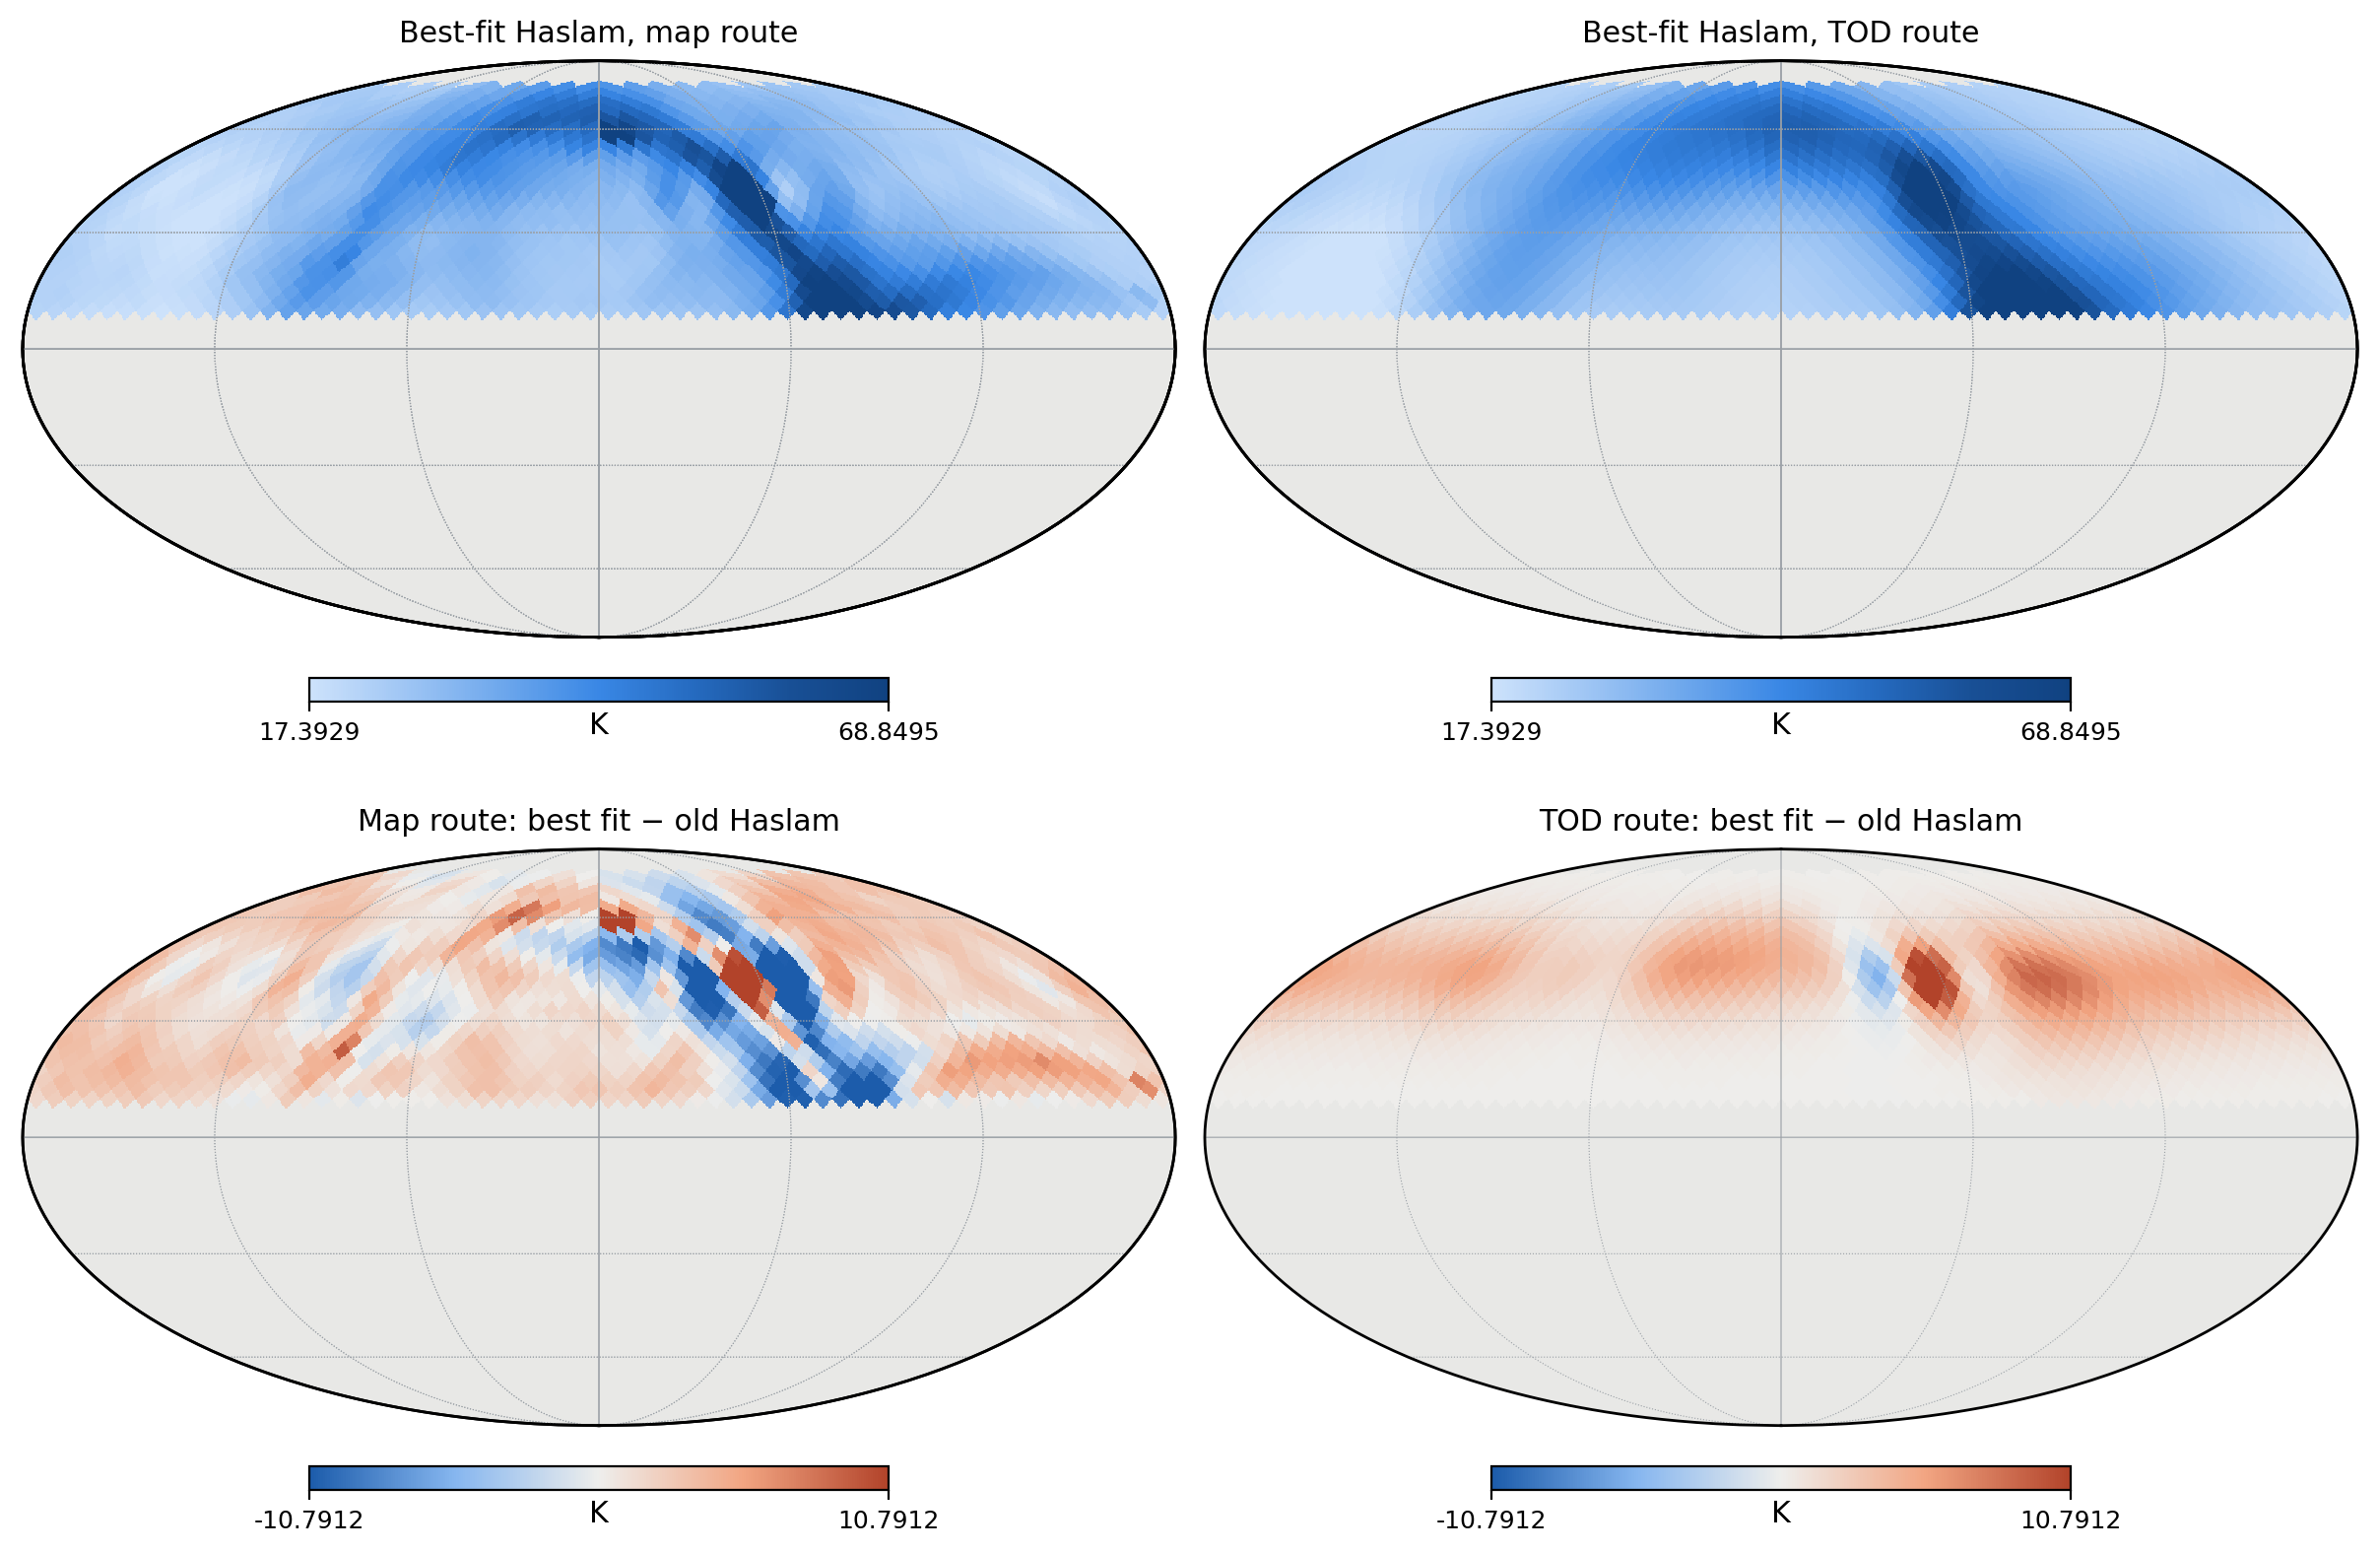 Best-fit Haslam, map route
Best-fit Haslam, TOD route
17.3929 K 68.8495
17.3929 K 68.8495
Map route: best fit − old Haslam
TOD route: best fit − old Haslam
-10.7912 K 10.7912
-10.7912 K 10.7912